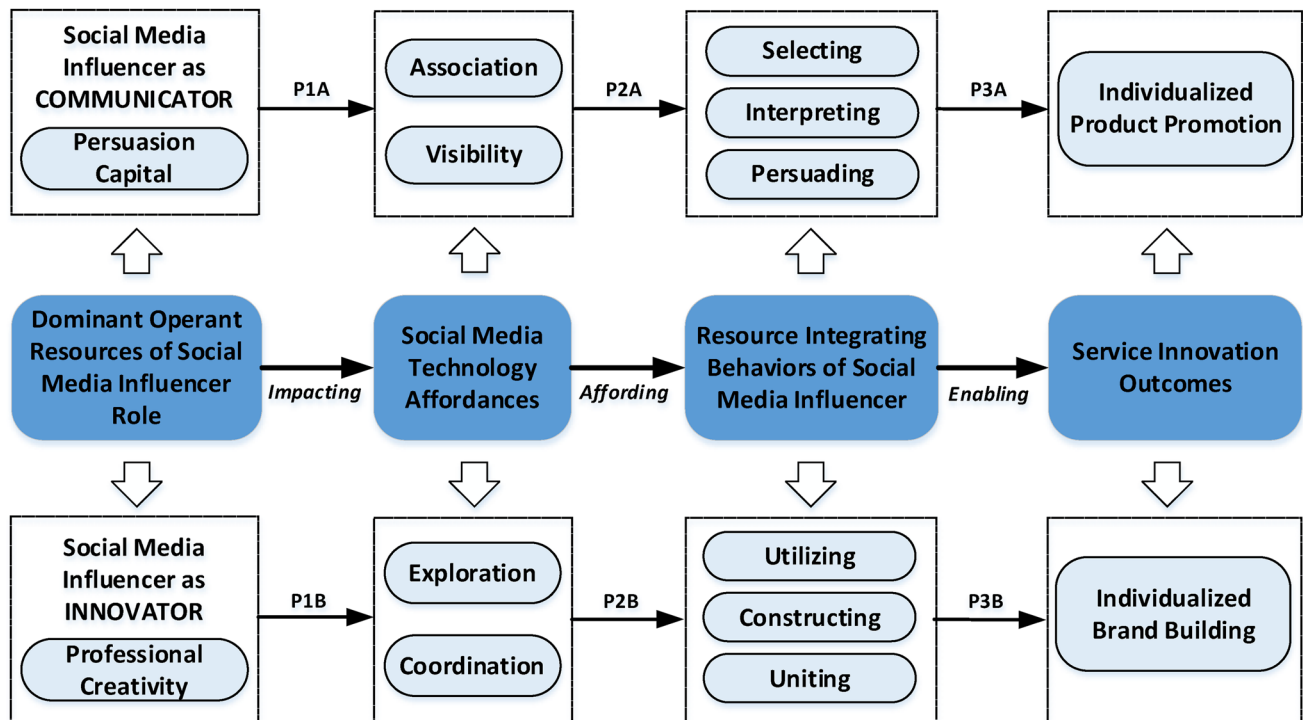 Social Media
Influencer as
COMMUNICATOR
Persuasion
Capital
P1A
Association
Visibility
P2A
Selecting
Interpreting
Persuading
P3A
Individualized
Product Promotion
Dominant Operant
Resources of Social
Media Influencer
Role
Impacting
Social Media
Technology
Affordances
Affording
Resource Integrating
Behaviors of Social
Media Influencer
Enabling
Service Innovation
Outcomes
Social Media
Influencer as
INNOVATOR
Professional
Creativity
P1B
Exploration
Coordination
P2B
Utilizing
Constructing
Uniting
P3B
Individualized
Brand Building